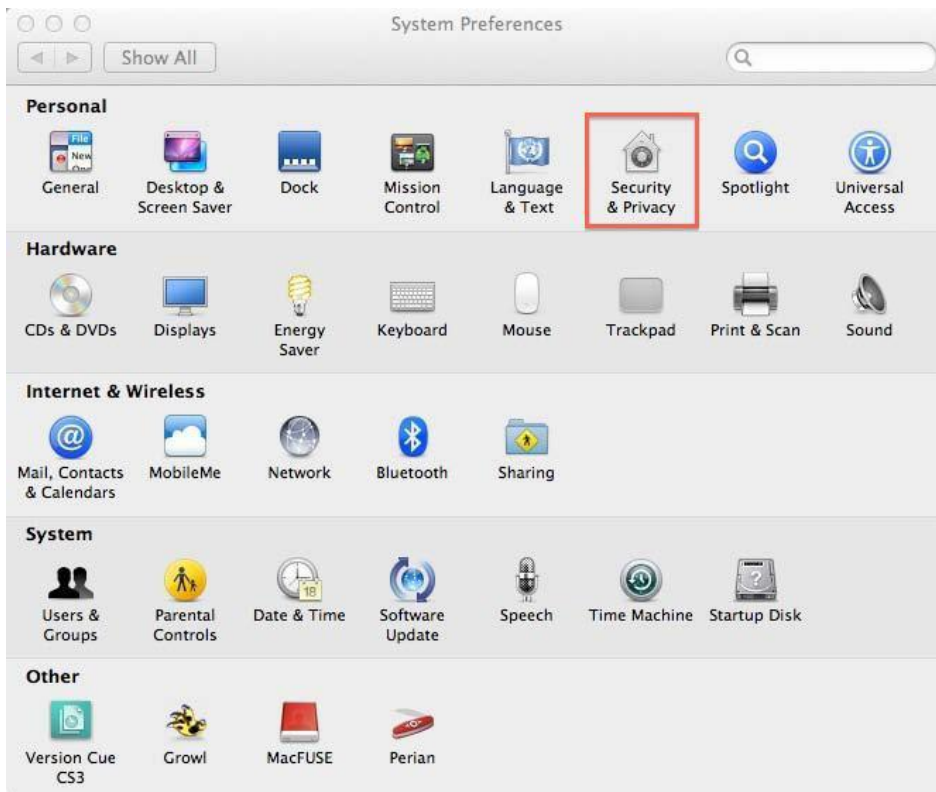 System Preferences
Show All
Personal
File
New
General
Desktop &
Screen Saver
Dock
Mission
Control
Language
& Text
Security
& Privacy
Spotlight
Universal
Access
Hardware
CDs & DVDs
Displays
Energy
Saver
Keyboard
Mouse
Trackpad
Print & Scan
Sound
Internet & Wireless
@
Mail, Contacts
& Calendars
MobileMe
Network
Bluetooth
Sharing
System
18
?
Users &
Groups
Parental
Controls
Date & Time
Software
Update
Speech
Time Machine
Startup Disk
Other
Version Cue
CS3
Growl
MacFUSE
Perian